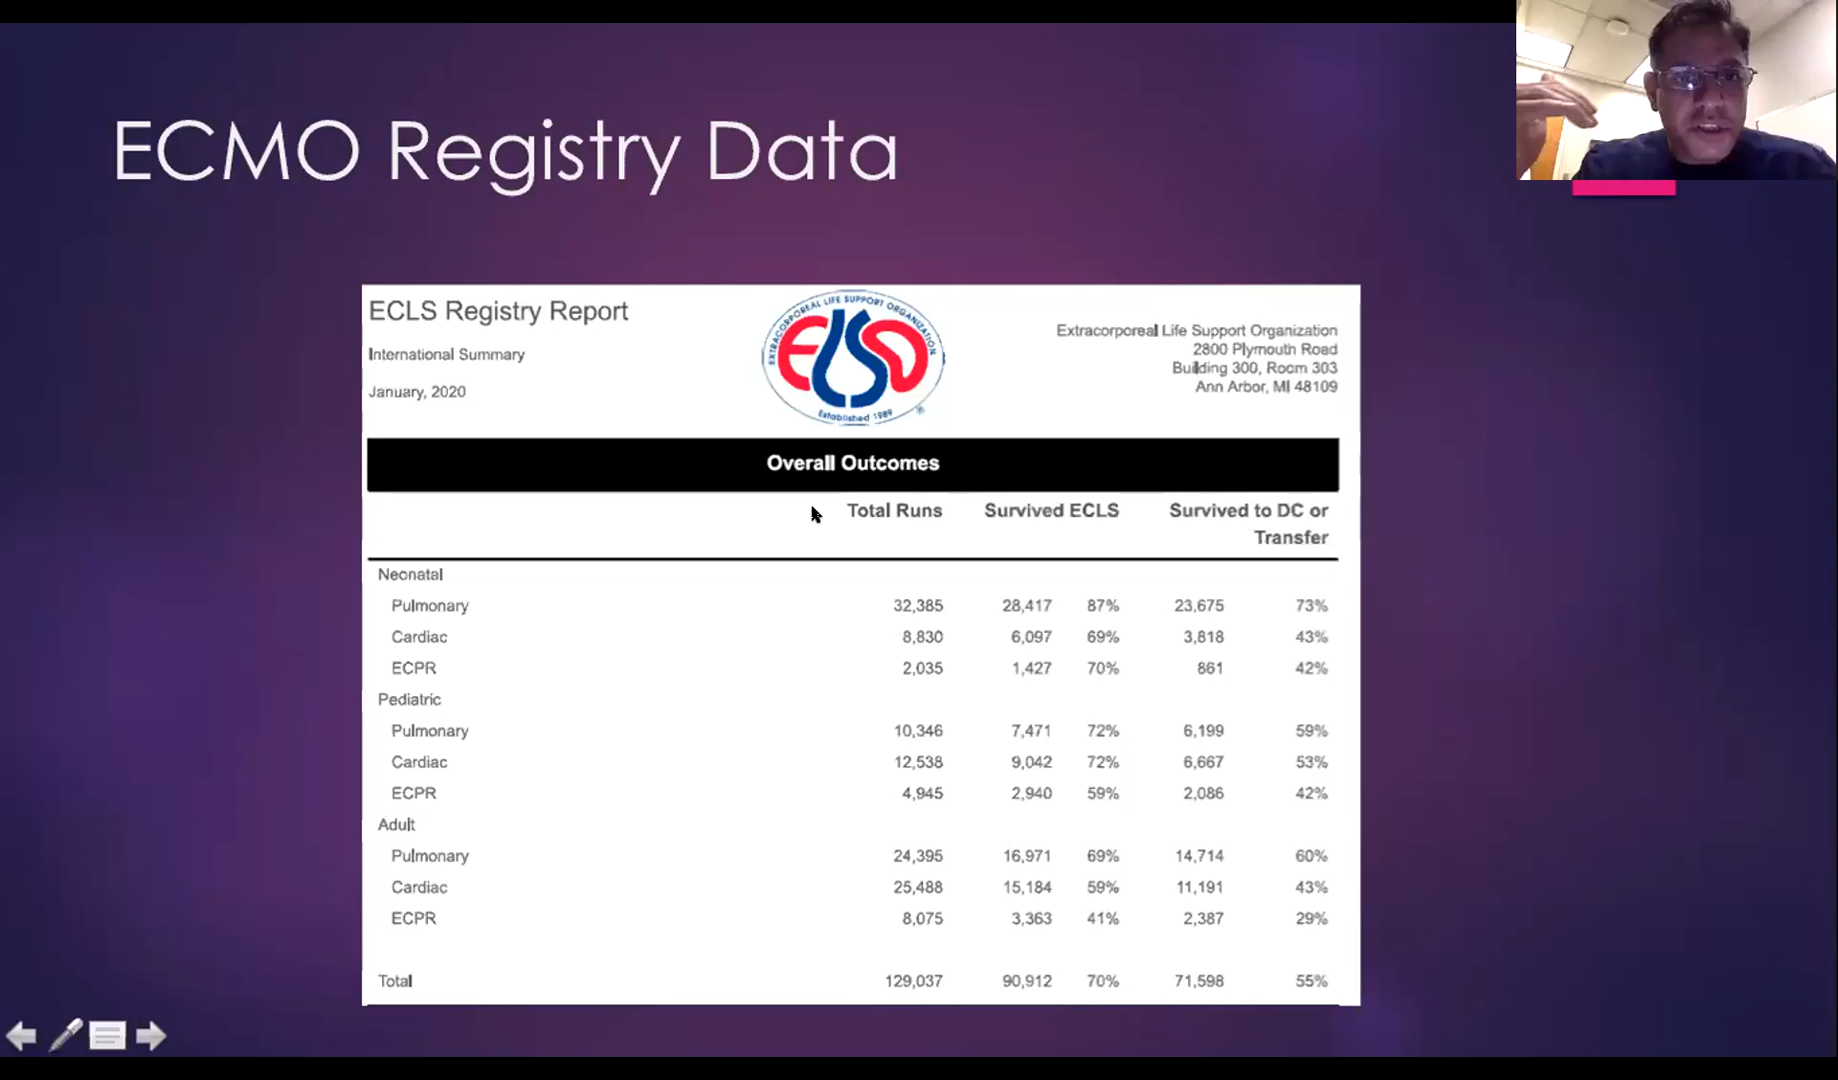 ECMO Registry Data
ECLS Registry Report
International Summary
January, 2020
EXTRACORPOREAL LIFE SUPPORT ORGANIZATION
ELSO
Established 1989
®
Extracorporeal Life Support Organization
2800 Plymouth Road
Building 300, Room 303
Ann Arbor, MI 48109
Overall Outcomes
Total Runs Survived ECLS Survived to DC or
Transfer
Neonatal
Pulmonary 32,385 28,417 87% 23,675 73%
Cardiac 8,830 6,097 69% 3,818 43%
ECPR 2,035 1,427 70% 861 42%
Pediatric
Pulmonary 10,346 7,471 72% 6,199 59%
Cardiac 12,538 9,042 72% 6,667 53%
ECPR 4,945 2,940 59% 2,086 42%
Adult
Pulmonary 24,395 16,971 69% 14,714 60%
Cardiac 25,488 15,184 59% 11,191 43%
ECPR 8,075 3,363 41% 2,387 29%
Total 129,037 90,912 70% 71,598 55%